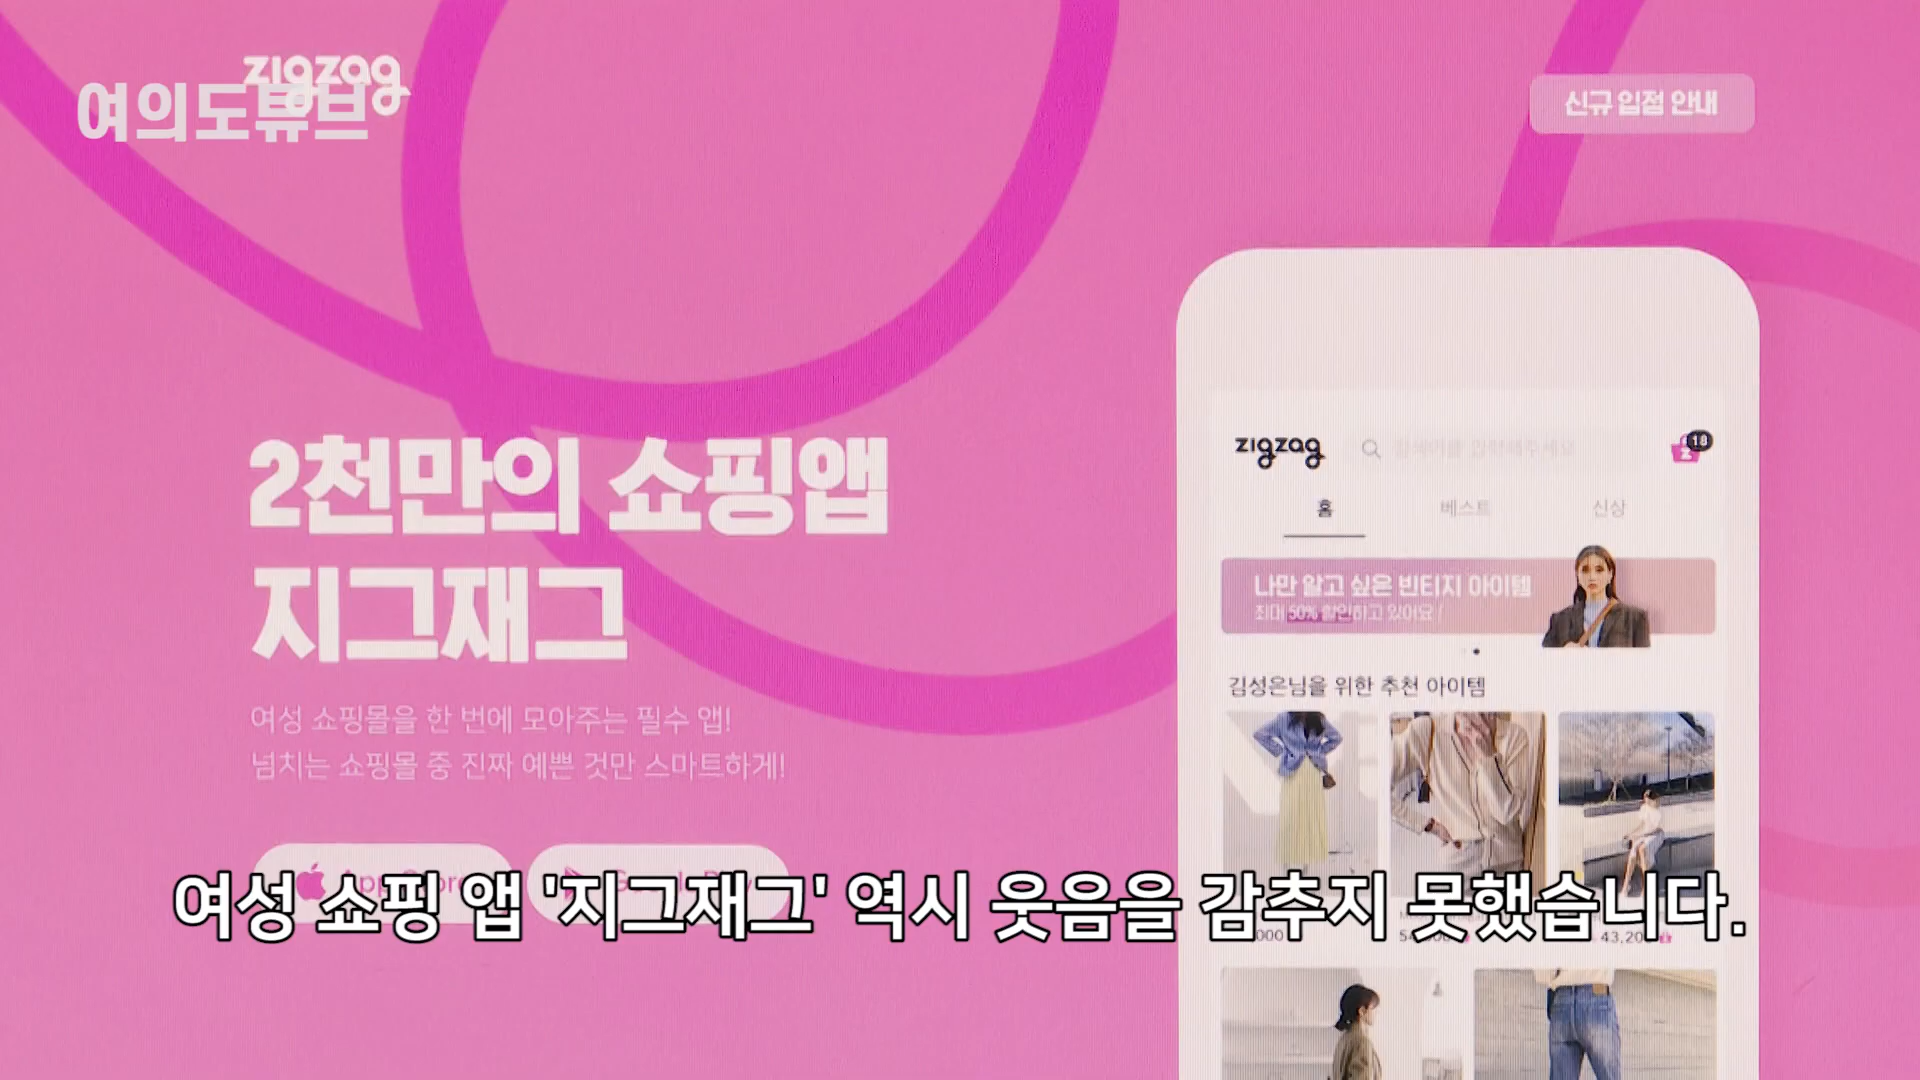 zigzag
여의도튜브
신규 입점 안내
2천만의 쇼핑앱
지그재그
여성 쇼핑몰을 한 번에 모아주는 필수 앱!
넘치는 쇼핑몰 중 진짜 예쁜 것만 스마트하게!
zigzag
18
홈 베스트 신상
나만 알고 싶은 빈티지 아이템
최대 50% 할인하고 있어요!
김성은님을 위한 추천 아이템
여성 쇼핑 앱 '지그재그' 역시 웃음을 감추지 못했습니다.